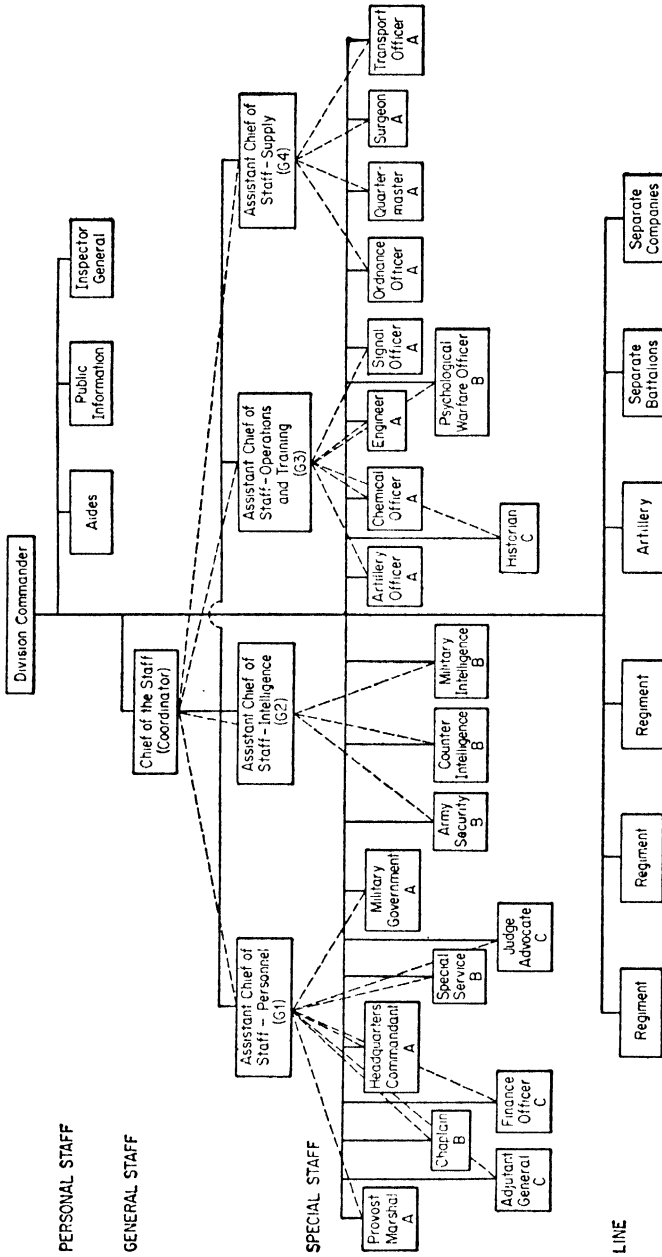 Division Commander
PERSONAL STAFF
Aides
Public
Information
Inspector
General
GENERAL STAFF
Chief of the Staff
(Coordinator)
Assistant Chief of
Staff - Personnel
(G1)
Assistant Chief of
Staff - Intelligence
(G2)
Assistant Chief of
Staff - Operations
and Training
(G3)
Assistant Chief of
Staff - Supply
(G4)
SPECIAL STAFF
Provost
Marshal
A
Adjutant
General
C
Chaplain
B
Finance
Officer
C
Headquarters
Commandant
A
Special
Service
B
Judge
Advocate
C
Military
Government
A
Army
Security
B
Counter
Intelligence
B
Military
Intelligence
B
Artillery
Officer
A
Historian
C
Chemical
Officer
A
Engineer
A
Psychological
Warfare Officer
B
Signal
Officer
A
Ordnance
Officer
A
Quarter-
master
A
Surgeon
A
Transport
Officer
A
LINE
Regiment
Regiment
Regiment
Artillery
Separate
Battalions
Separate
Companies